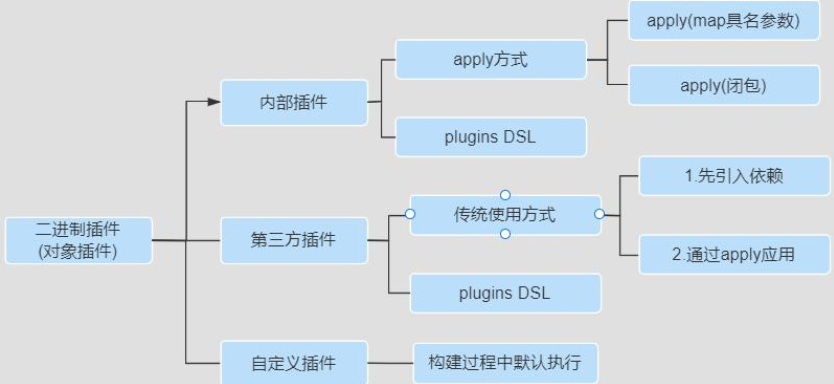 apply(map具名参数)
apply方式
apply(闭包)
内部插件
plugins DSL
1.先引入依赖
传统使用方式
二进制插件
(对象插件)
第三方插件
2.通过apply应用
plugins DSL
自定义插件
构建过程中默认执行